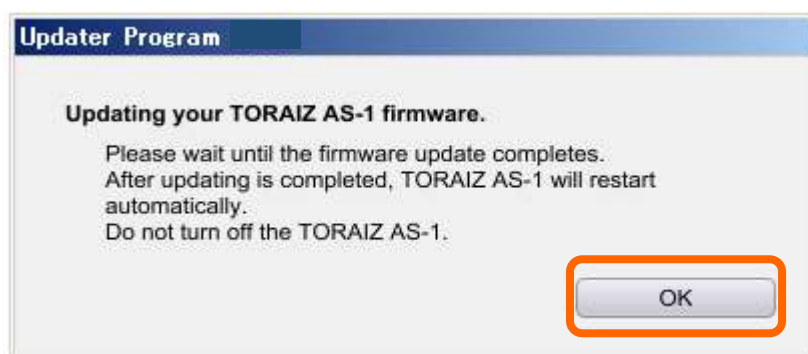 Updater Program
Updating your TORAIZ AS-1 firmware.
Please wait until the firmware update completes.
After updating is completed, TORAIZ AS-1 will restart
automatically.
Do not turn off the TORAIZ AS-1.
OK